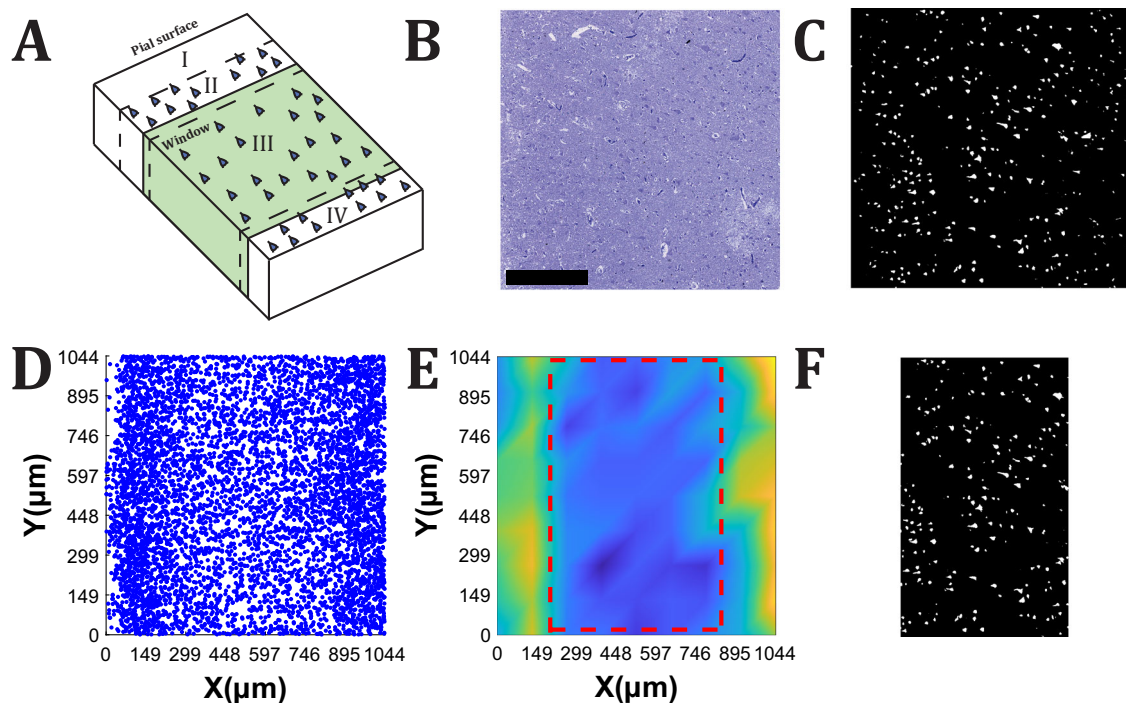 A
Pial surface
I
II
Window
III
IV
B
C
D
1044
895
746
597
448
299
149
0
Y(μm)
0 149 299 448 597 746 895 1044
X(μm)
E
1044
895
746
597
448
299
149
0
Y(μm)
0 149 299 448 597 746 895 1044
X(μm)
F